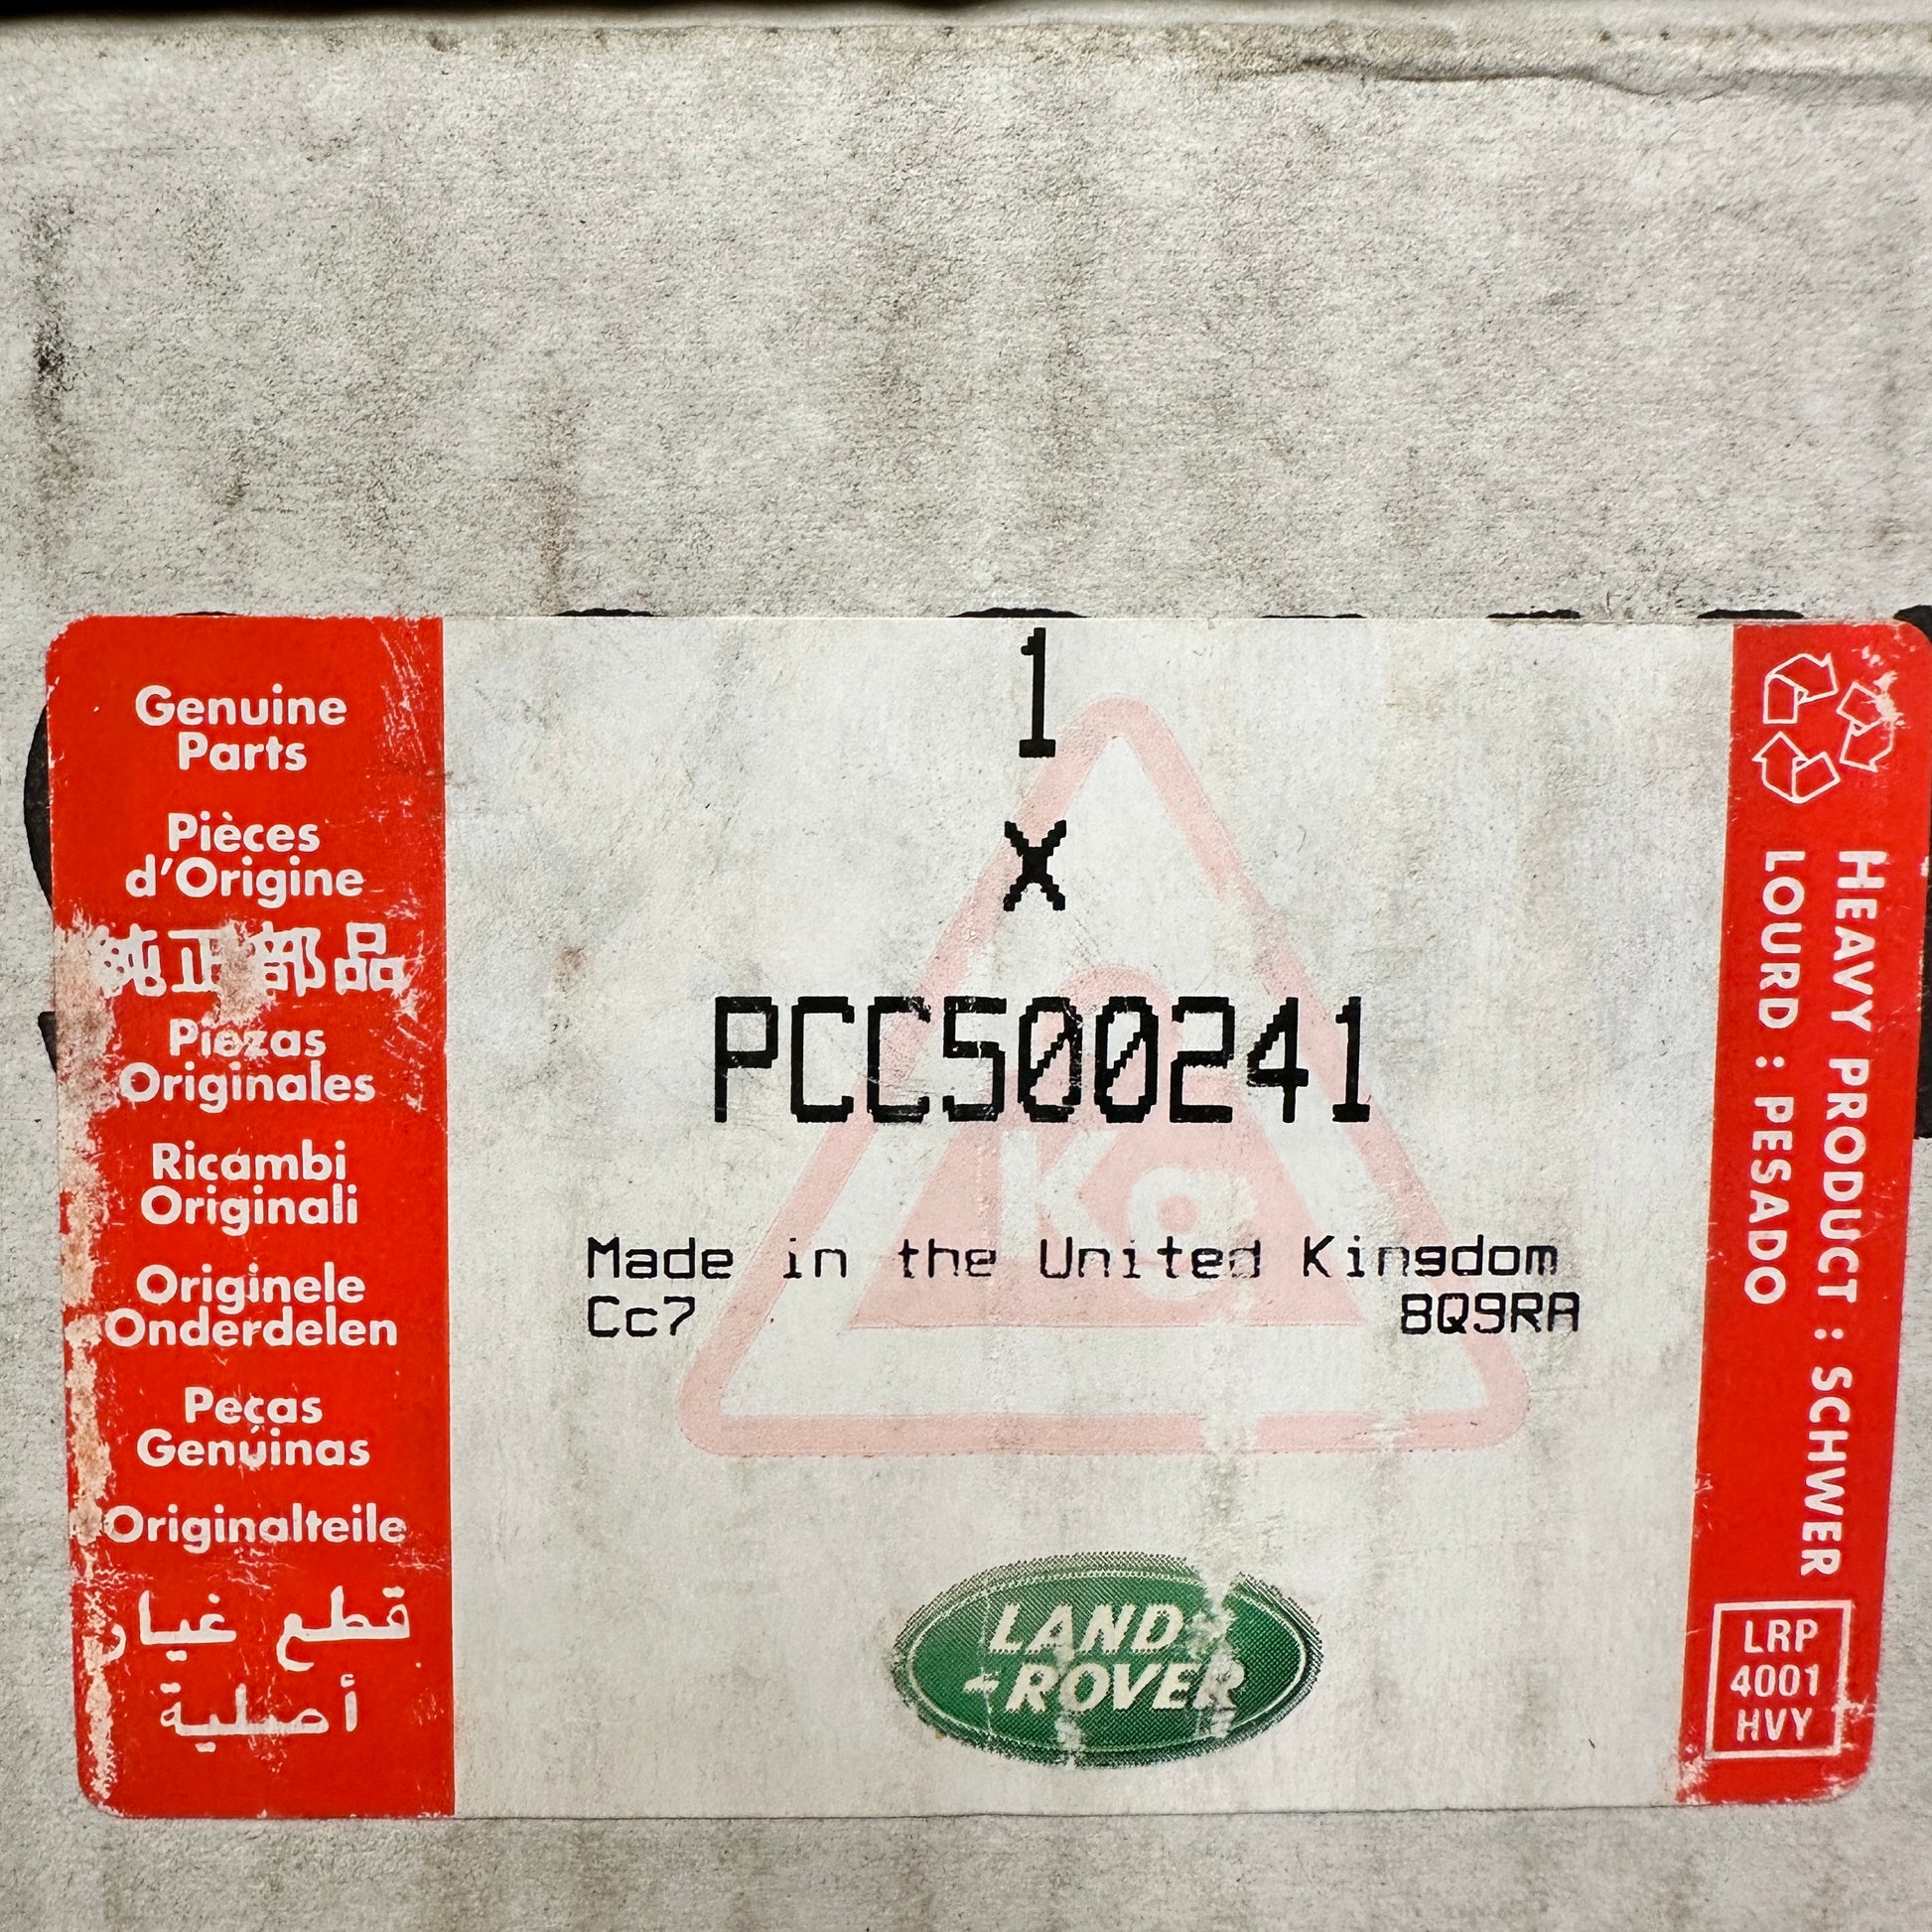 Genuine
Parts
Pièces
d'Origine
純正部品
Piezas
Originales
Ricambi
Originali
Originele
Onderdelen
Peças
Genuinas
Originalteile
قطع غيار
أصلية
1
x
PCC500241
Kg
Made in the United Kingdom
Cc7 8Q9RA
LAND-
-ROVER
HEAVY PRODUCT : SCHWER
LOURD : PESADO
LRP
4001
HVY